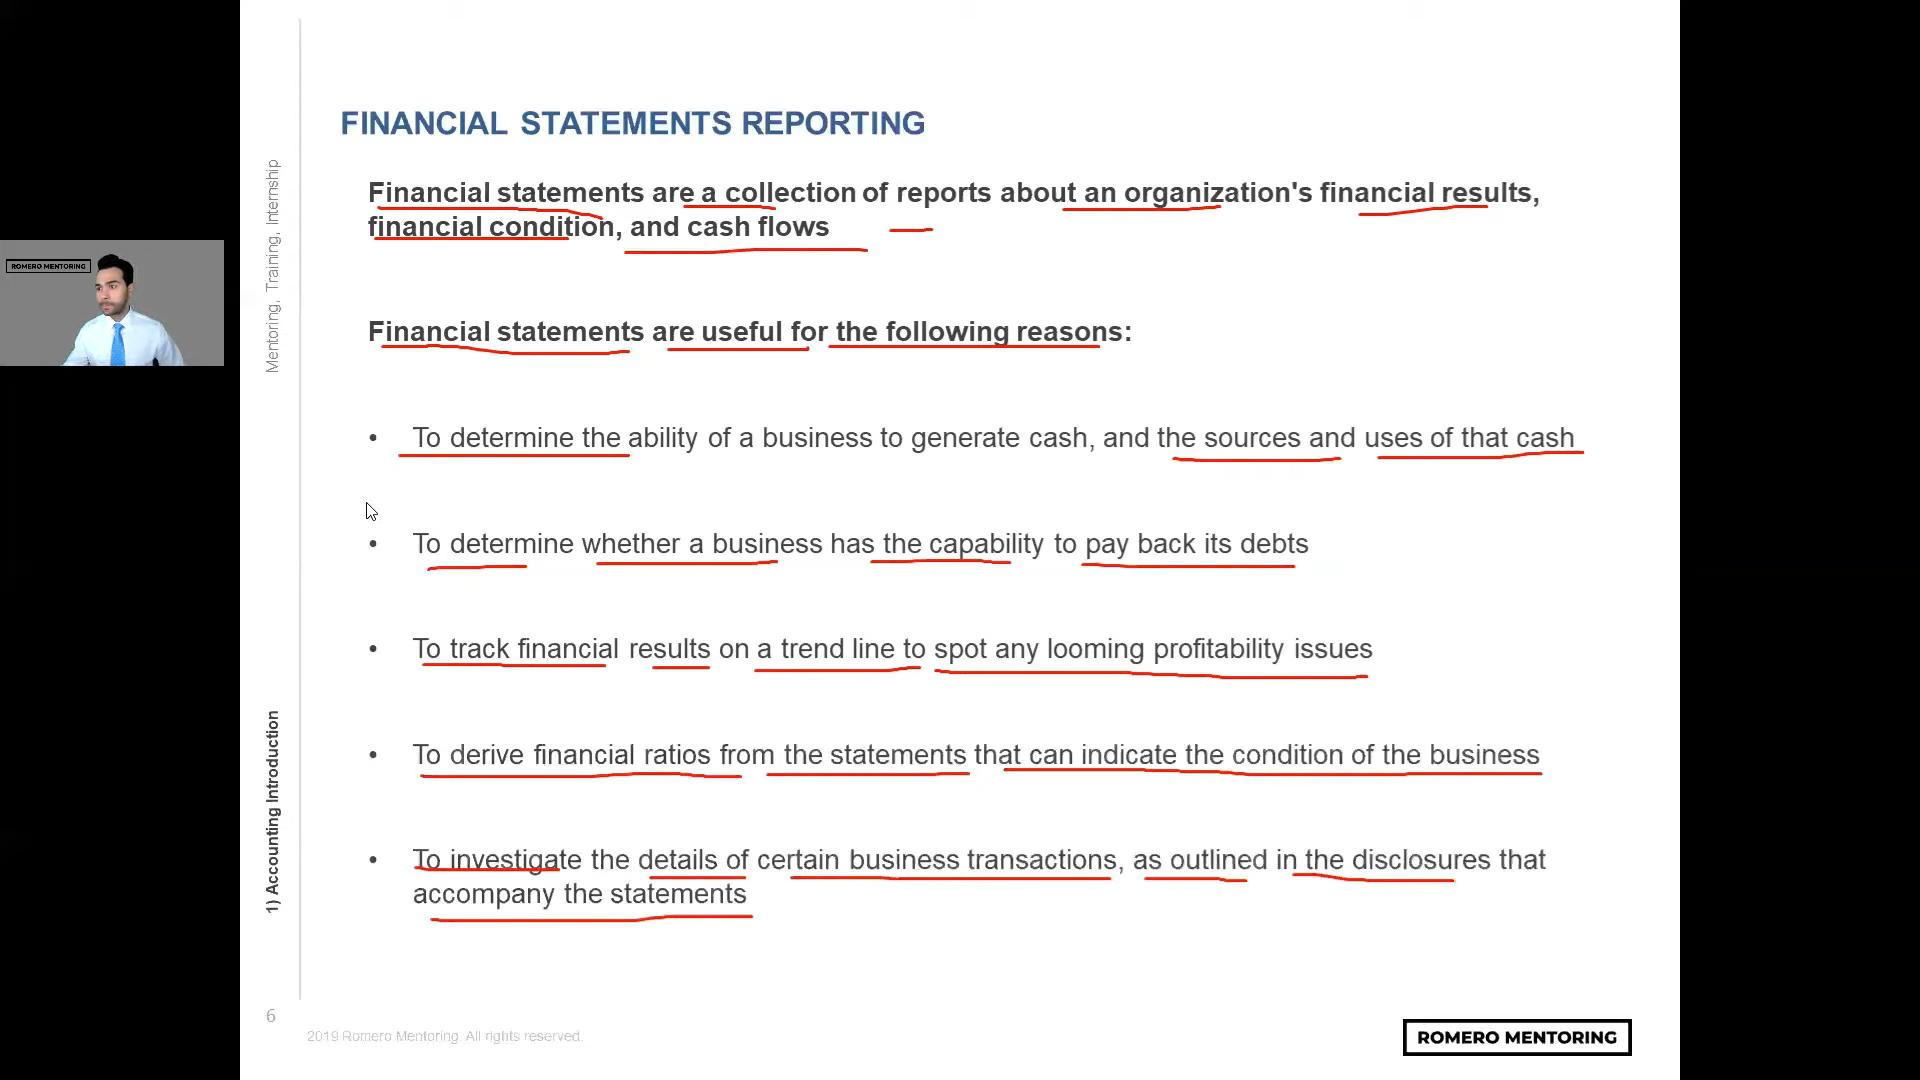 FINANCIAL STATEMENTS REPORTING
Financial statements are a collection of reports about an organization's financial results,
financial condition, and cash flows
Financial statements are useful for the following reasons:
• To determine the ability of a business to generate cash, and the sources and uses of that cash
• To determine whether a business has the capability to pay back its debts
• To track financial results on a trend line to spot any looming profitability issues
• To derive financial ratios from the statements that can indicate the condition of the business
• To investigate the details of certain business transactions, as outlined in the disclosures that
accompany the statements
Mentoring, Training, Internship
1) Accounting Introduction
ROMERO MENTORING
6
2019 Romero Mentoring. All rights reserved.
ROMERO MENTORING